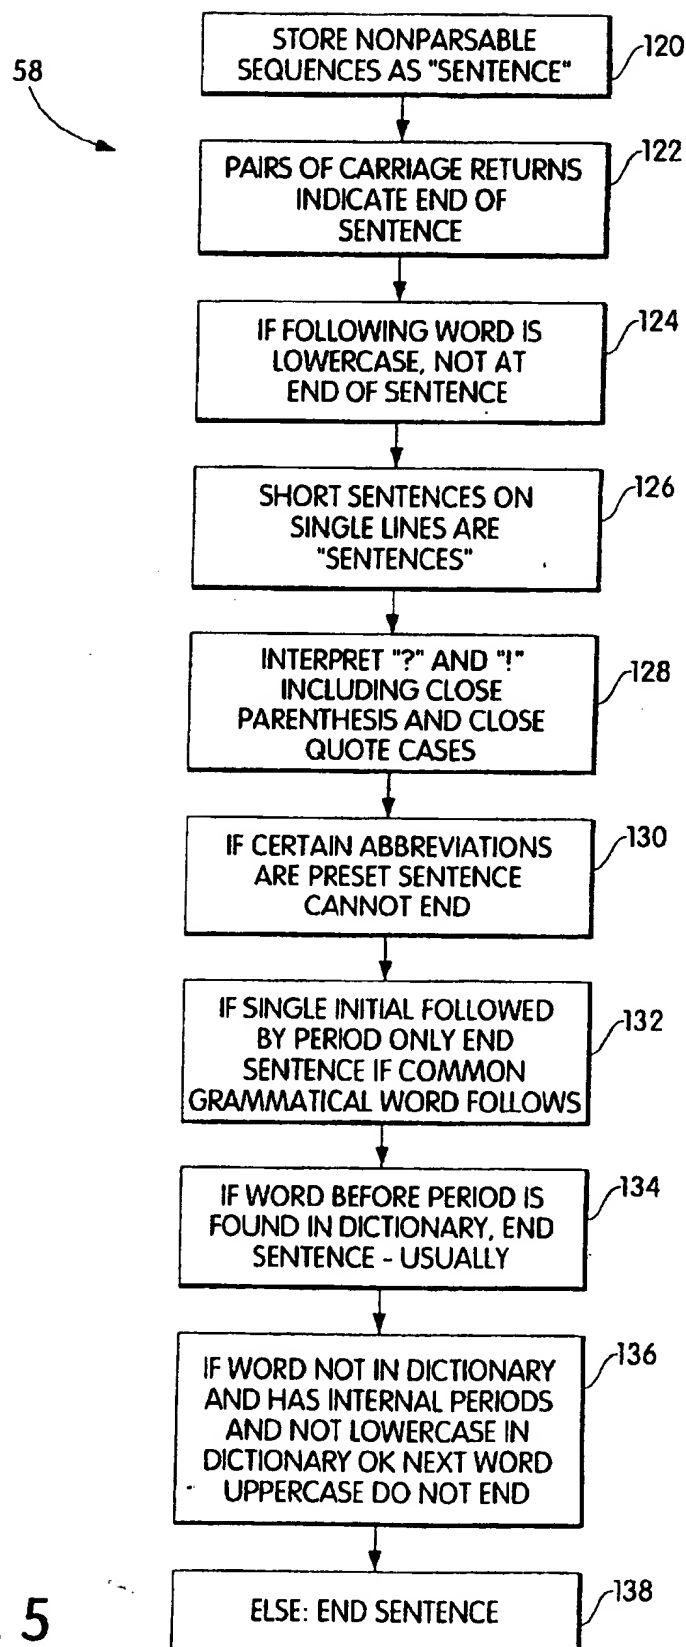 58
STORE NONPARSABLE
SEQUENCES AS "SENTENCE"
120
PAIRS OF CARRIAGE RETURNS
INDICATE END OF
SENTENCE
122
IF FOLLOWING WORD IS
LOWERCASE, NOT AT
END OF SENTENCE
124
SHORT SENTENCES ON
SINGLE LINES ARE
"SENTENCES"
126
INTERPRET "?" AND "!"
INCLUDING CLOSE
PARENTHESIS AND CLOSE
QUOTE CASES
128
IF CERTAIN ABBREVIATIONS
ARE PRESET SENTENCE
CANNOT END
130
IF SINGLE INITIAL FOLLOWED
BY PERIOD ONLY END
SENTENCE IF COMMON
GRAMMATICAL WORD FOLLOWS
132
IF WORD BEFORE PERIOD IS
FOUND IN DICTIONARY, END
SENTENCE - USUALLY
134
IF WORD NOT IN DICTIONARY
AND HAS INTERNAL PERIODS
AND NOT LOWERCASE IN
DICTIONARY OK NEXT WORD
UPPERCASE DO NOT END
136
ELSE: END SENTENCE
138
. 5